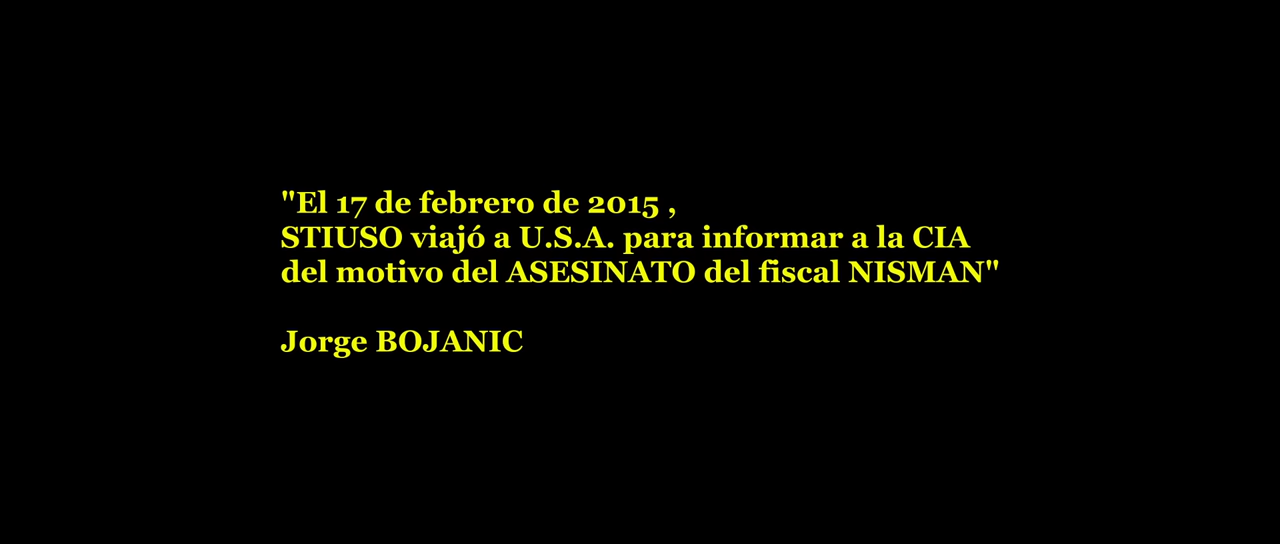 "El 17 de febrero de 2015 ,
STIUSO viajó a U.S.A. para informar a la CIA
del motivo del ASESINATO del fiscal NISMAN"
Jorge BOJANIC